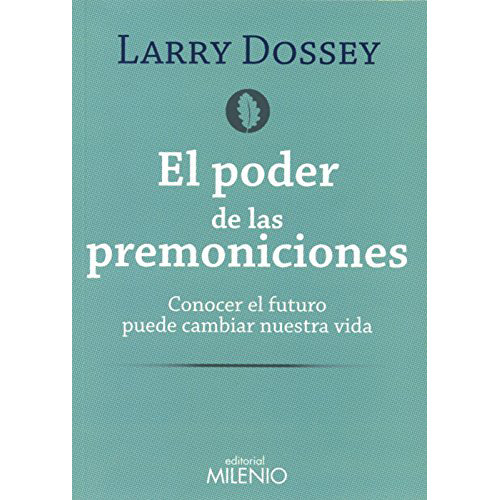 LARRY DOSSEY
El poder
de las
premoniciones
Conocer el futuro
puede cambiar nuestra vida
editorial
MILENIO